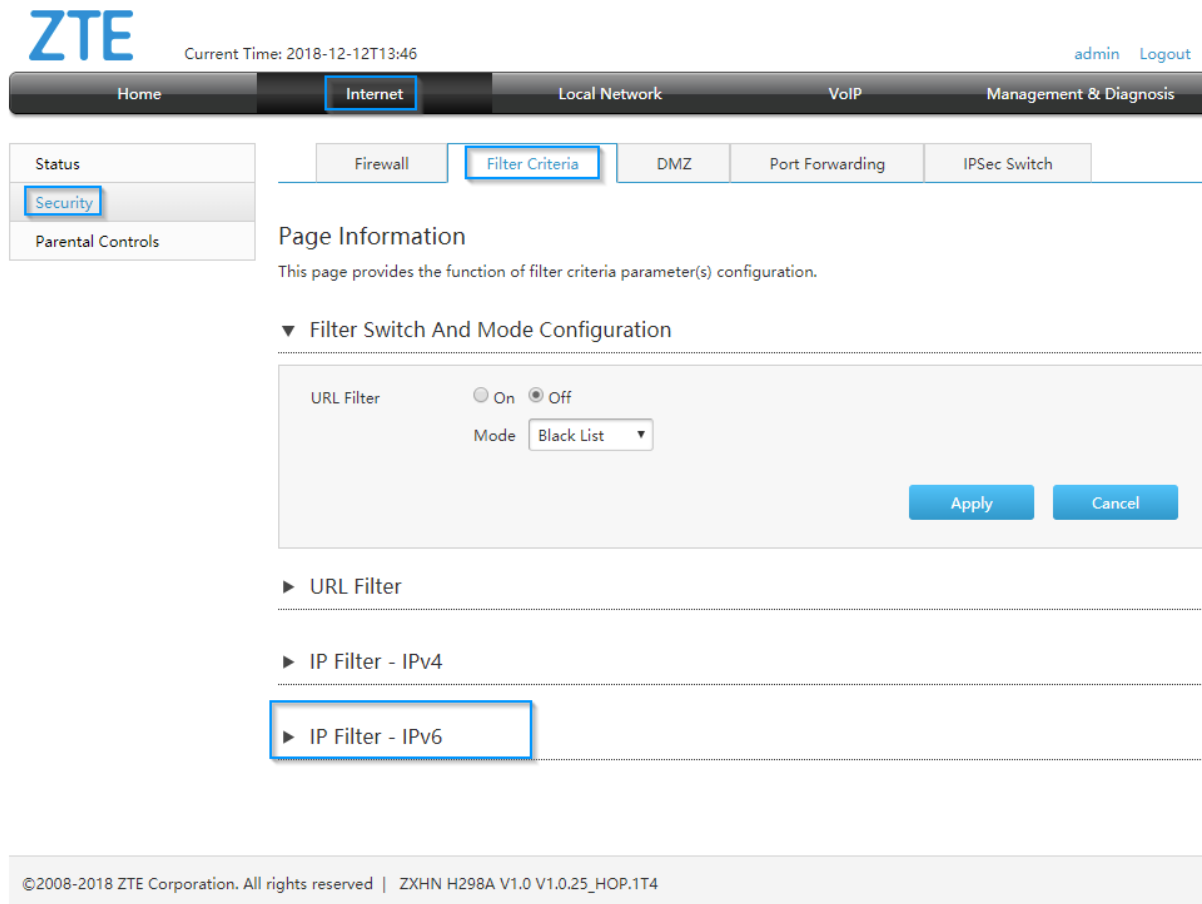 ZTE
Current Time: 2018-12-12T13:46
admin Logout
Home Internet Local Network VoIP Management & Diagnosis
Status
Security
Parental Controls
Firewall Filter Criteria DMZ Port Forwarding IPSec Switch
Page Information
This page provides the function of filter criteria parameter(s) configuration.
Filter Switch And Mode Configuration
URL Filter On Off
Mode Black List
Apply Cancel
URL Filter
IP Filter - IPv4
IP Filter - IPv6
©2008-2018 ZTE Corporation. All rights reserved | ZXHN H298A V1.0 V1.0.25_HOP.1T4